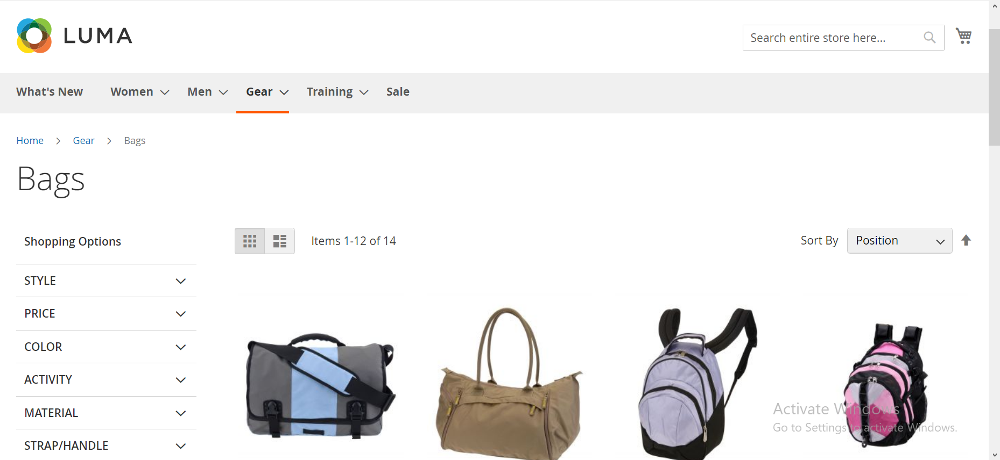 LUMA
Search entire store here...
What's New Women Men Gear Training Sale
Home Gear Bags
Bags
Shopping Options
Items 1-12 of 14
Sort By Position
STYLE
PRICE
COLOR
ACTIVITY
MATERIAL
STRAP/HANDLE
Activate Windows
Go to Settings to activate Windows.